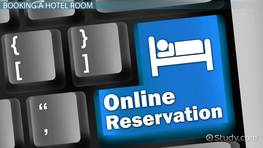 BOOKING A HOTEL ROOM
{
[
}
]
“
,
Online
Reservation
Study.com